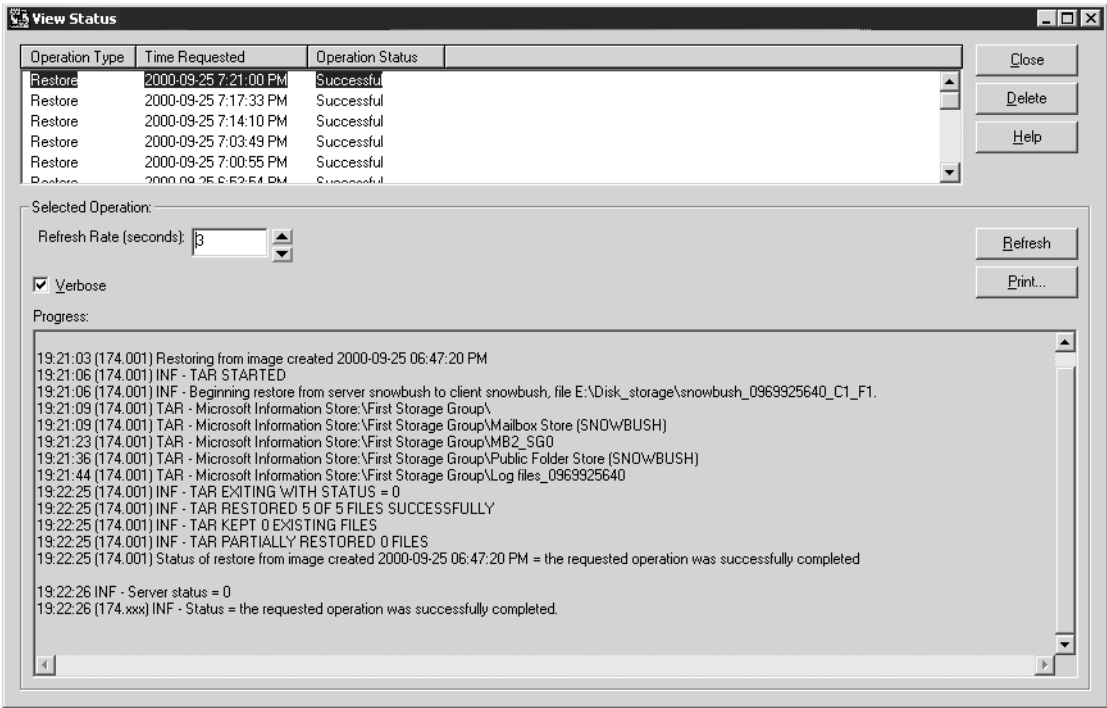 View Status
Operation Type Time Requested Operation Status
Restore 2000-09-25 7:21:00 PM Successful
Restore 2000-09-25 7:17:33 PM Successful
Restore 2000-09-25 7:14:10 PM Successful
Restore 2000-09-25 7:03:49 PM Successful
Restore 2000-09-25 7:00:55 PM Successful
Restore 2000-09-25 6:52:54 PM Successful
Close
Delete
Help
Selected Operation:
Refresh Rate (seconds): 3
Refresh
Verbose
Print...
Progress:
19:21:03 (174.001) Restoring from image created 2000-09-25 06:47:20 PM
19:21:06 (174.001) INF - TAR STARTED
19:21:06 (174.001) INF - Beginning restore from server snowbush to client snowbush, file E:\Disk_storage\snowbush_0969925640_C1_F1.
19:21:09 (174.001) TAR - Microsoft Information Store:\First Storage Group\
19:21:09 (174.001) TAR - Microsoft Information Store:\First Storage Group\Mailbox Store (SNOWBUSH)
19:21:23 (174.001) TAR - Microsoft Information Store:\First Storage Group\MB2_SG0
19:21:36 (174.001) TAR - Microsoft Information Store:\First Storage Group\Public Folder Store (SNOWBUSH)
19:21:44 (174.001) TAR - Microsoft Information Store:\First Storage Group\Log files_0969925640
19:22:25 (174.001) INF - TAR EXITING WITH STATUS = 0
19:22:25 (174.001) INF - TAR RESTORED 5 OF 5 FILES SUCCESSFULLY
19:22:25 (174.001) INF - TAR KEPT 0 EXISTING FILES
19:22:25 (174.001) INF - TAR PARTIALLY RESTORED 0 FILES
19:22:25 (174.001) Status of restore from image created 2000-09-25 06:47:20 PM = the requested operation was successfully completed
19:22:26 INF - Server status = 0
19:22:26 (174.xxx) INF - Status = the requested operation was successfully completed.